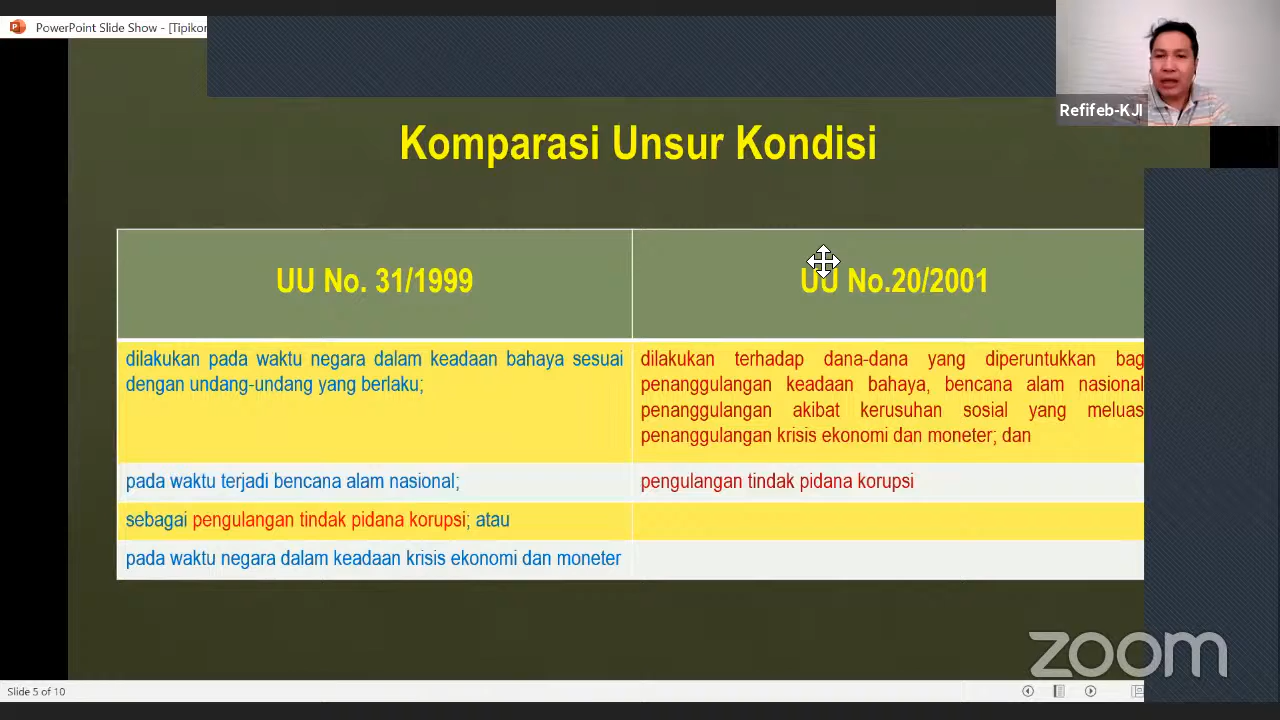 PowerPoint Slide Show - [Tipikor
Refifeb-KJI
Komparasi Unsur Kondisi
UU No. 31/1999
UU No.20/2001
dilakukan pada waktu negara dalam keadaan bahaya sesuai
dengan undang-undang yang berlaku;
dilakukan terhadap dana-dana yang diperuntukkan bag
penanggulangan keadaan bahaya, bencana alam nasional
penanggulangan akibat kerusuhan sosial yang meluas
penanggulangan krisis ekonomi dan moneter; dan
pada waktu terjadi bencana alam nasional;
pengulangan tindak pidana korupsi
sebagai pengulangan tindak pidana korupsi; atau
pada waktu negara dalam keadaan krisis ekonomi dan moneter
zoom
Slide 5 of 10